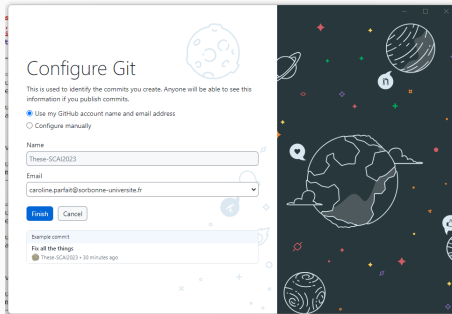 Configure Git
This is used to identify the commits you create. Anyone will be able to see this
information if you publish commits.
Use my GitHub account name and email address
Configure manually
Name
These-SCAI2023
Email
caroline.parfait@sorbonne-universite.fr
Finish
Cancel
Example commit
Fix all the things
These-SCAI2023 • 30 minutes ago